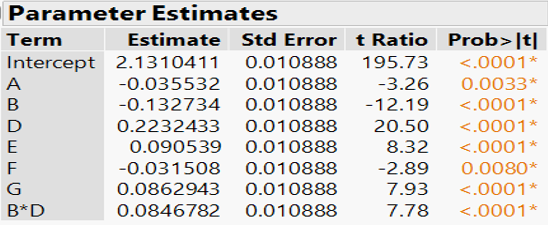 Parameter Estimates
Term Estimate Std Error t Ratio Prob>|t|
Intercept 2.1310411 0.010888 195.73 <.0001*
A -0.035532 0.010888 -3.26 0.0033*
B -0.132734 0.010888 -12.19 <.0001*
D 0.2232433 0.010888 20.50 <.0001*
E 0.090539 0.010888 8.32 <.0001*
F -0.031508 0.010888 -2.89 0.0080*
G 0.0862943 0.010888 7.93 <.0001*
B*D 0.0846782 0.010888 7.78 <.0001*